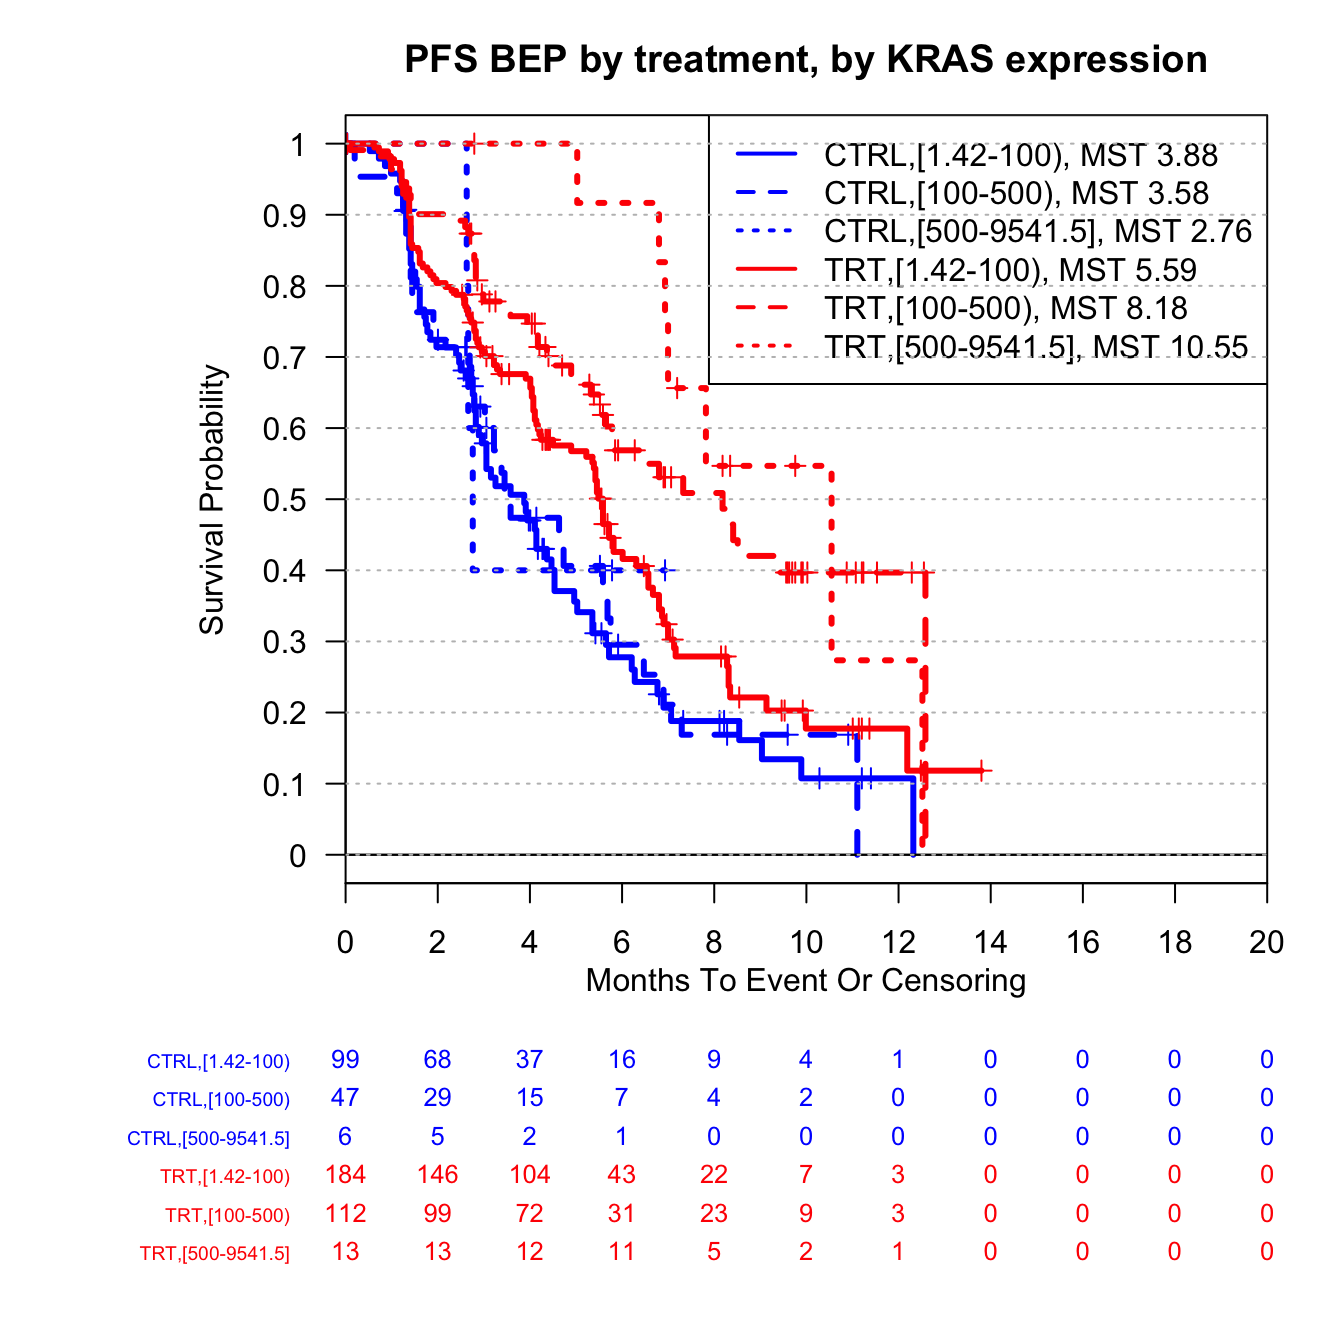 PFS BEP by treatment, by KRAS expression
CTRL,[1.42-100), MST 3.88
CTRL,[100-500), MST 3.58
CTRL,[500-9541.5], MST 2.76
TRT,[1.42-100), MST 5.59
TRT,[100-500), MST 8.18
TRT,[500-9541.5], MST 10.55
Survival Probability
1
0.9
0.8
0.7
0.6
0.5
0.4
0.3
0.2
0.1
0
0 2 4 6 8 10 12 14 16 18 20
Months To Event Or Censoring
CTRL,[1.42-100) 99 68 37 16 9 4 1 0 0 0 0
CTRL,[100-500) 47 29 15 7 4 2 0 0 0 0 0
CTRL,[500-9541.5] 6 5 2 1 0 0 0 0 0 0 0
TRT,[1.42-100) 184 146 104 43 22 7 3 0 0 0 0
TRT,[100-500) 112 99 72 31 23 9 3 0 0 0 0
TRT,[500-9541.5] 13 13 12 11 5 2 1 0 0 0 0